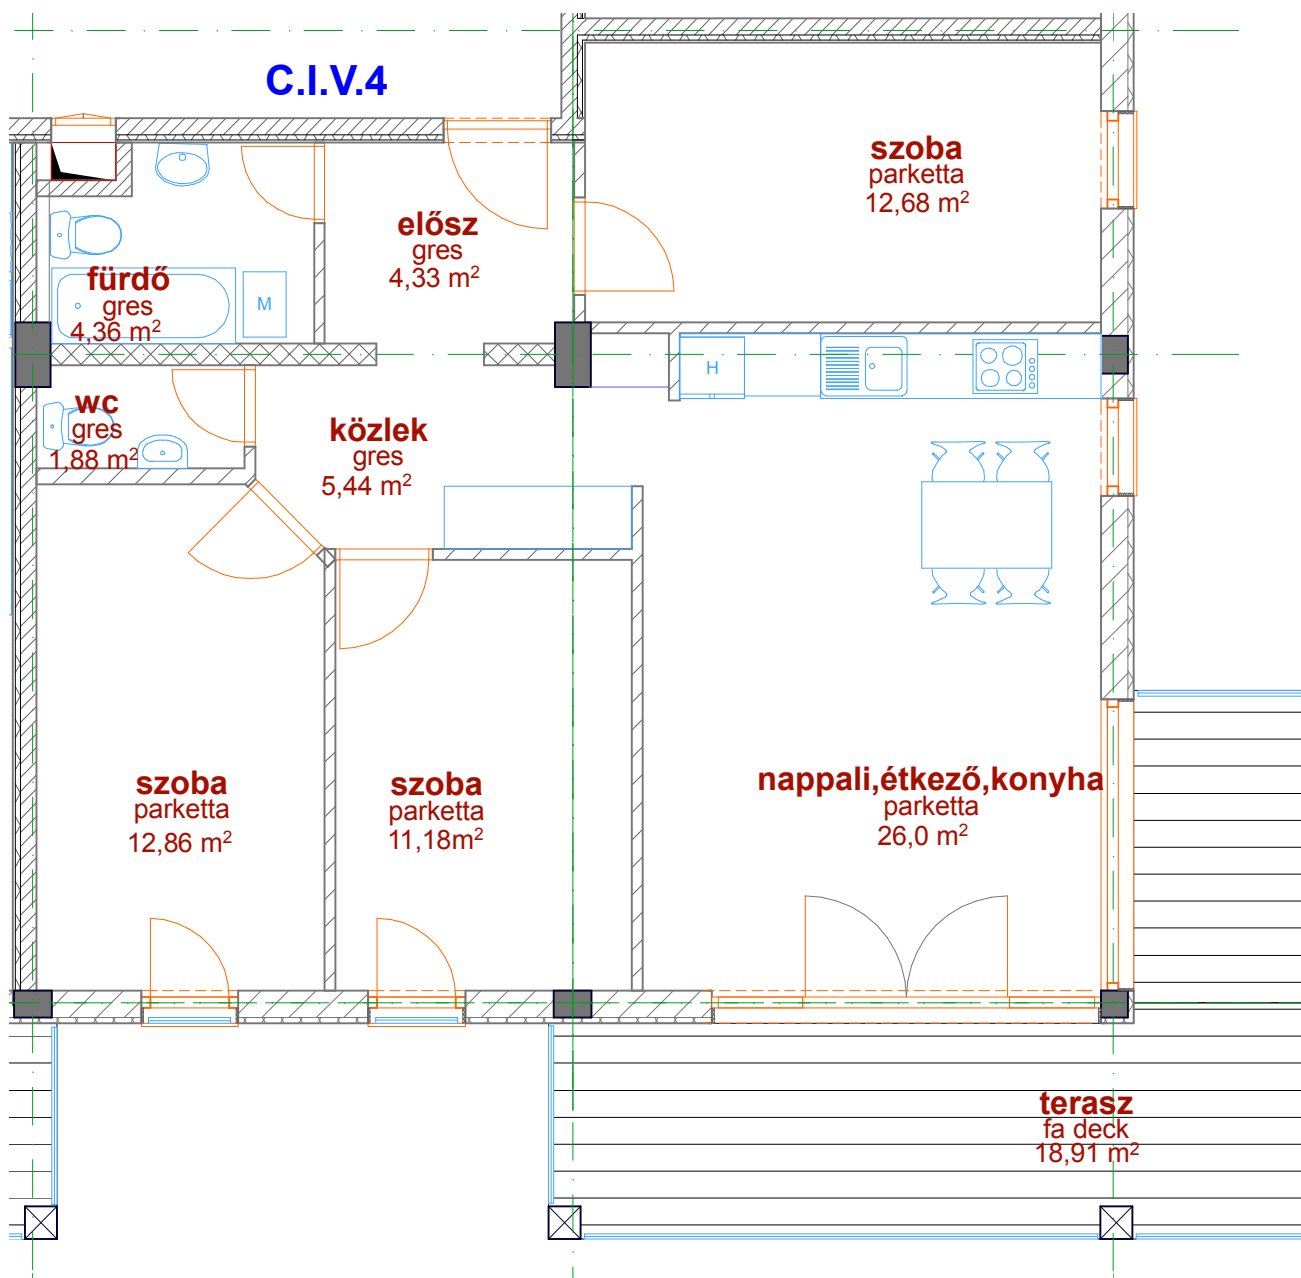 C.I.V.4
szoba
parketta
12,68 m²
elősz
gres
4,33 m²
fürdő
gres
4,36 m²
M
H
wc
gres
1,88 m²
közlek
gres
5,44 m²
szoba
parketta
12,86 m²
szoba
parketta
11,18m²
nappali,étkező,konyha
parketta
26,0 m²
terasz
fa deck
18,91 m²